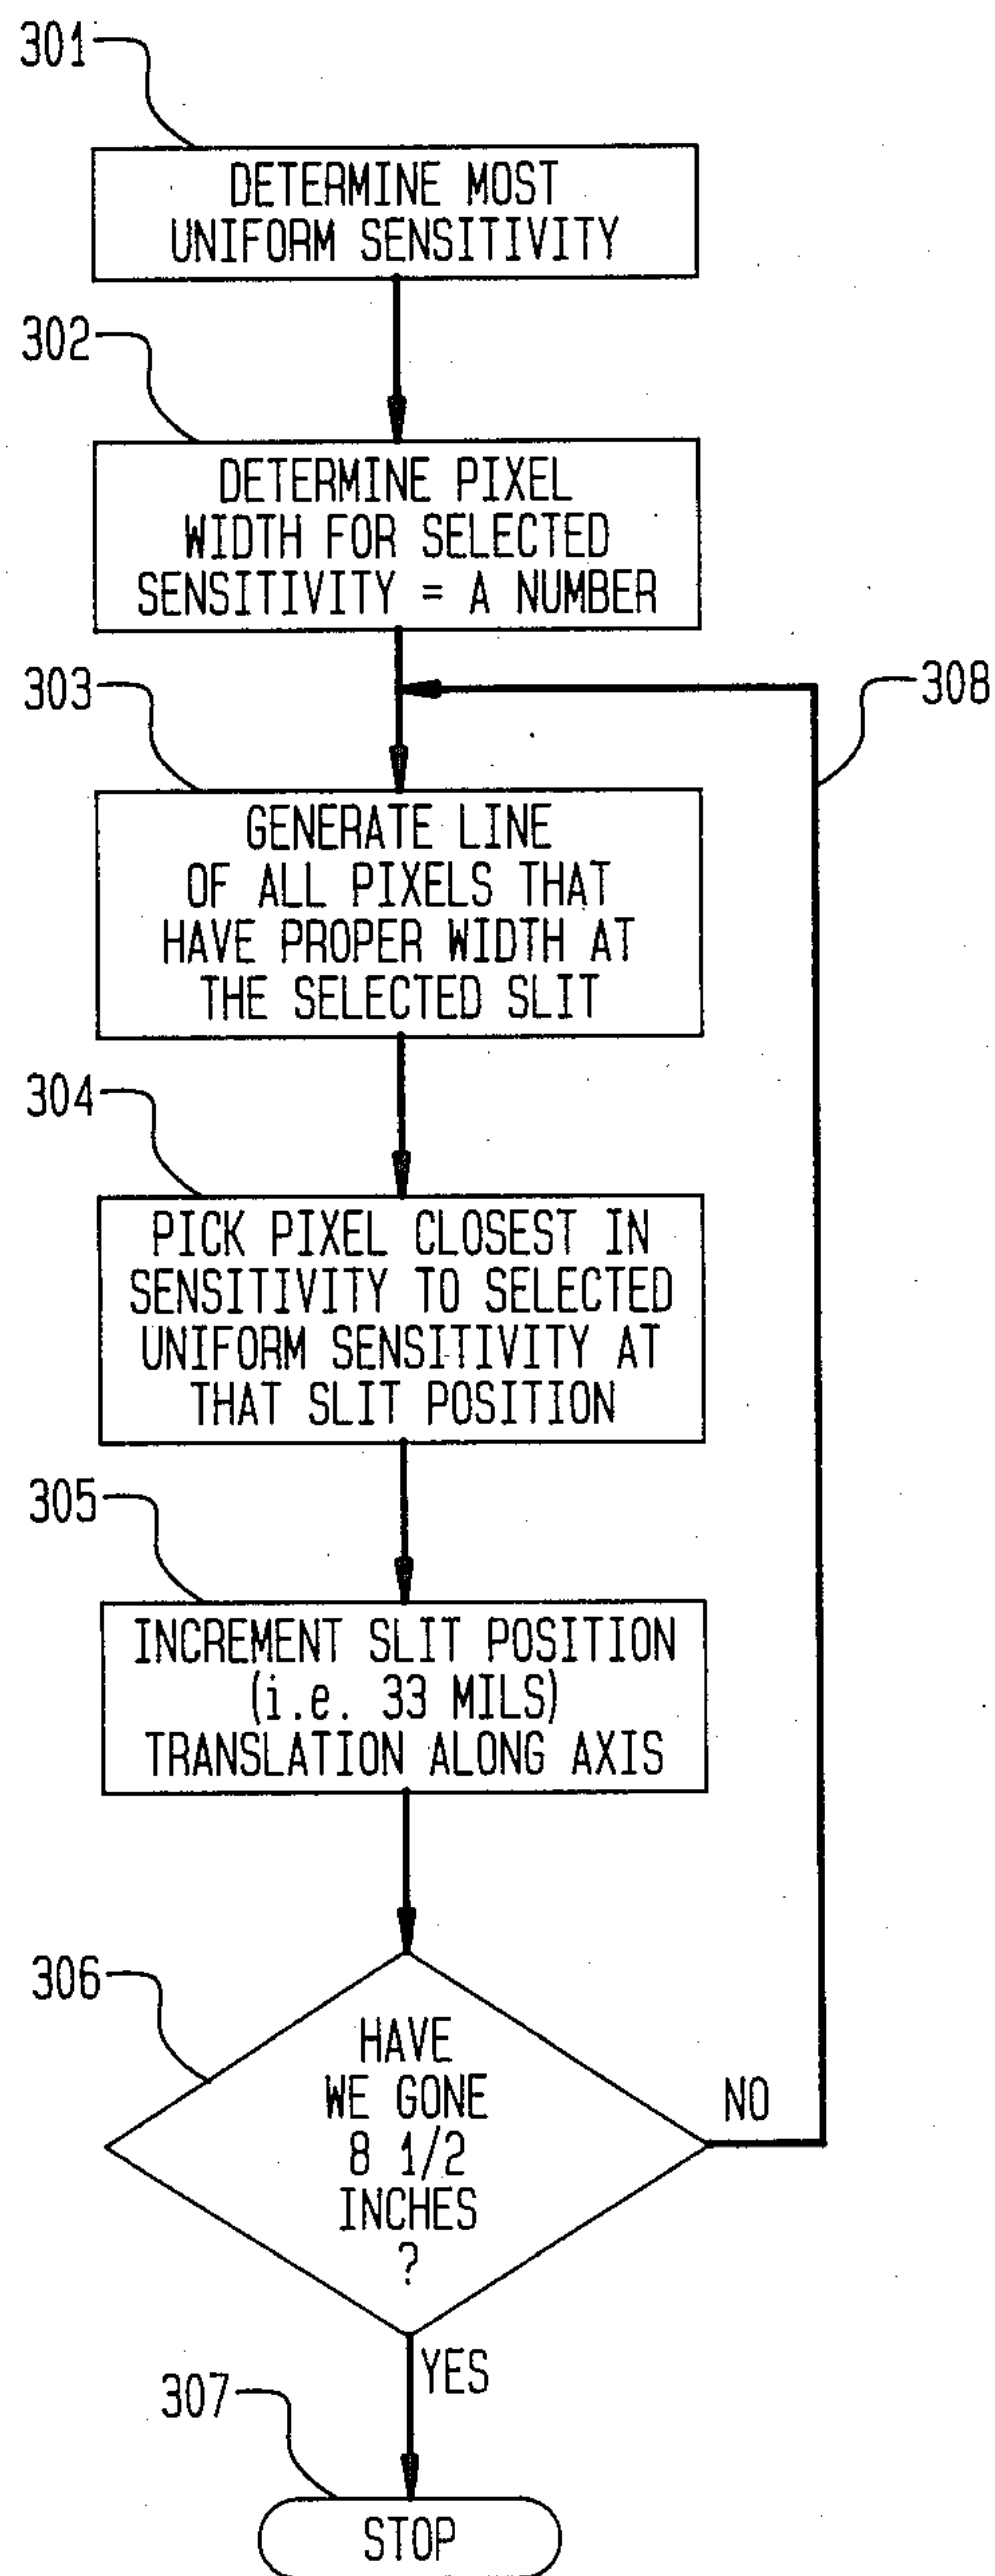 301
DETERMINE MOST
UNIFORM SENSITIVITY
302
DETERMINE PIXEL
WIDTH FOR SELECTED
SENSITIVITY = A NUMBER
303
308
GENERATE LINE
OF ALL PIXELS THAT
HAVE PROPER WIDTH AT
THE SELECTED SLIT
304
PICK PIXEL CLOSEST IN
SENSITIVITY TO SELECTED
UNIFORM SENSITIVITY AT
THAT SLIT POSITION
305
INCREMENT SLIT POSITION
(i.e. 33 MILS)
TRANSLATION ALONG AXIS
306
HAVE
WE GONE
8 1/2
INCHES
?
NO
YES
307
STOP